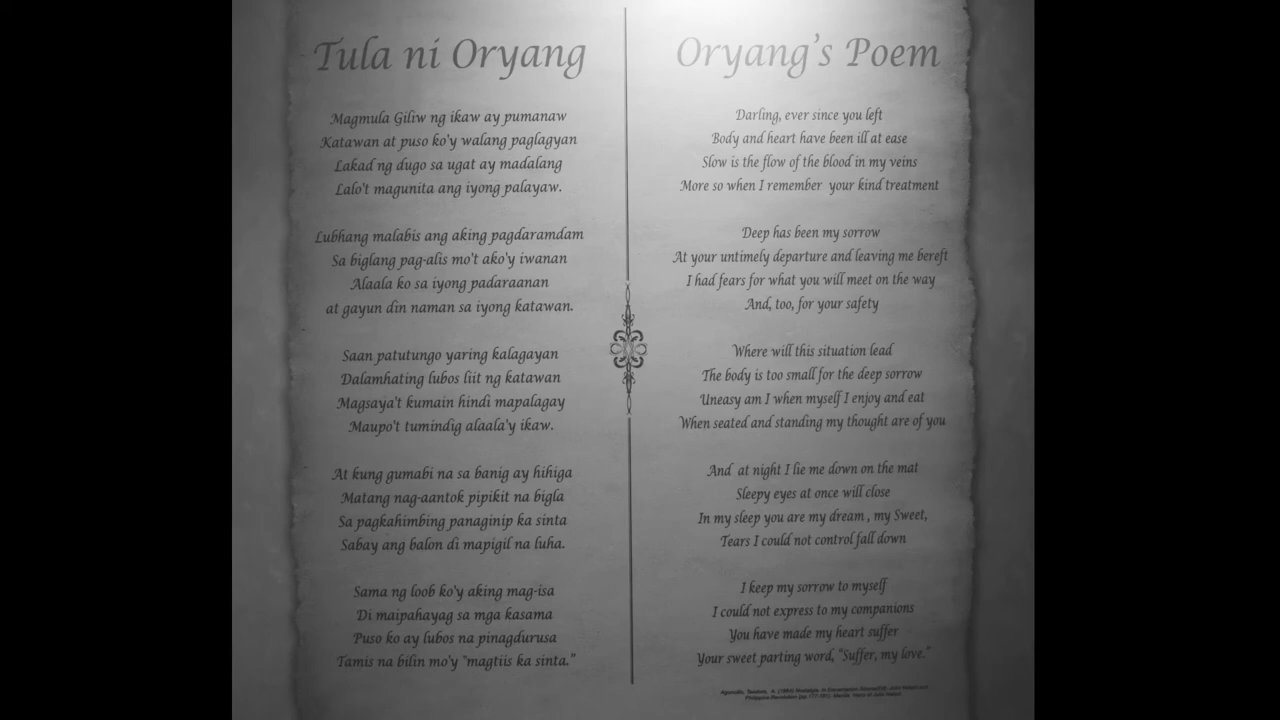 Tula ni Oryang
Magmula Giliw ng ikaw ay pumanaw
Katawan at puso ko'y walang paglagyan
Lakad ng dugo sa ugat ay madalang
Lalo't magunita ang iyong palayaw.
Lubhang malabis ang aking pagdaramdam
Sa biglang pag-alis mo't ako'y iwanan
Alaala ko sa iyong padaraanan
at gayun din naman sa iyong katawan.
Saan patutungo yaring kalagayan
Dalamhating lubos liit ng katawan
Magsaya't kumain hindi mapalagay
Maupo't tumindig alaala'y ikaw.
At kung gumabi na sa banig ay hihiga
Matang nag-aantok pipikit na bigla
Sa pagkahimbing panaginip ka sinta
Sabay ang balon di mapigil na luha.
Sama ng loob ko'y aking mag-isa
Di maipahayag sa mga kasama
Puso ko ay lubos na pinagdurusa
Tamis na bilin mo'y "magtiis ka sinta."
Oryang's Poem
Darling, ever since you left
Body and heart have been ill at ease
Slow is the flow of the blood in my veins
More so when I remember your kind treatment
Deep has been my sorrow
At your untimely departure and leaving me bereft
I had fears for what you will meet on the way
And, too, for your safety
Where will this situation lead
The body is too small for the deep sorrow
Uneasy am I when myself I enjoy and eat
When seated and standing my thought are of you
And at night I lie me down on the mat
Sleepy eyes at once will close
In my sleep you are my dream , my Sweet,
Tears I could not control fall down
I keep my sorrow to myself
I could not express to my companions
You have made my heart suffer
Your sweet parting word, "Suffer, my love."
Agoncillo, Teodoro, A. (1991)
Philippine Revolution (pp. 177-181). Manila: